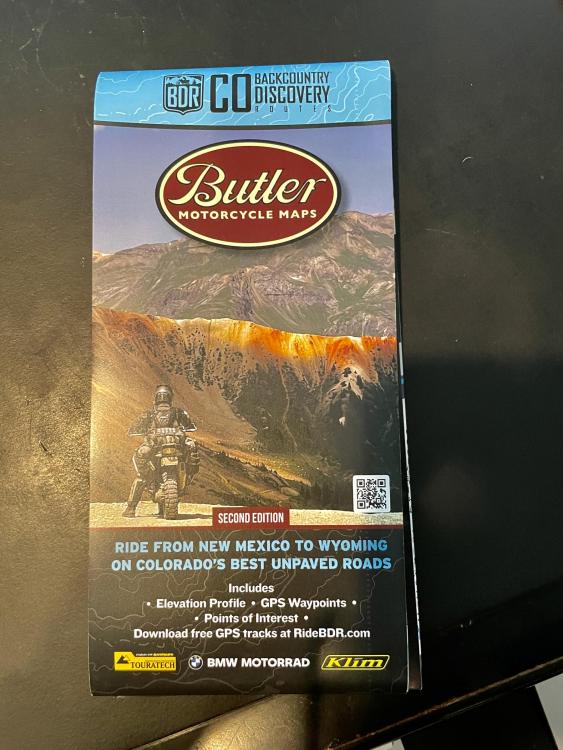 BDR
CO
BACKCOUNTRY
DISCOVERY
ROUTES
Butler
MOTORCYCLE MAPS
SECOND EDITION
RIDE FROM NEW MEXICO TO WYOMING
ON COLORADO'S BEST UNPAVED ROADS
Includes
• Elevation Profile • GPS Waypoints •
• Points of Interest •
Download free GPS tracks at RideBDR.com
TOURATECH
BMW MOTORRAD
Klim